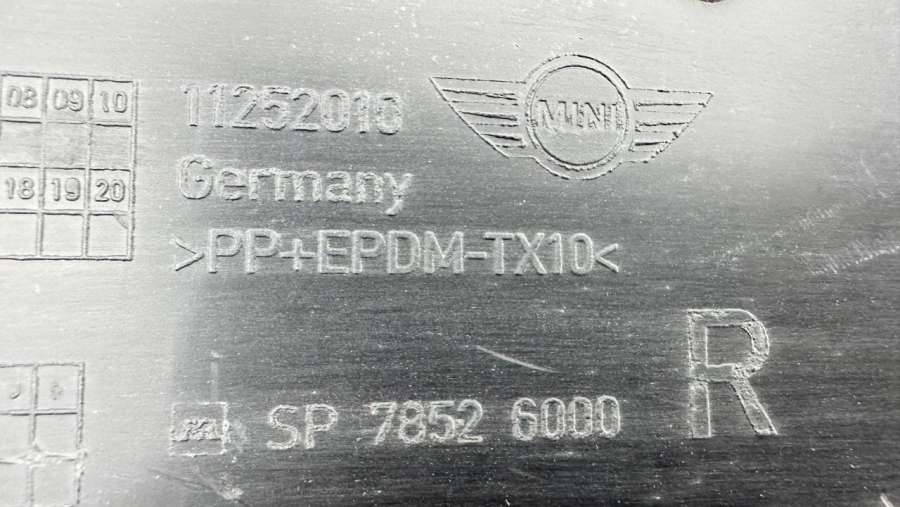 08 09 10
18 19 20
11252010
MINI
Germany
>PP+EPDM-TX10<
R
SP 7852 6000